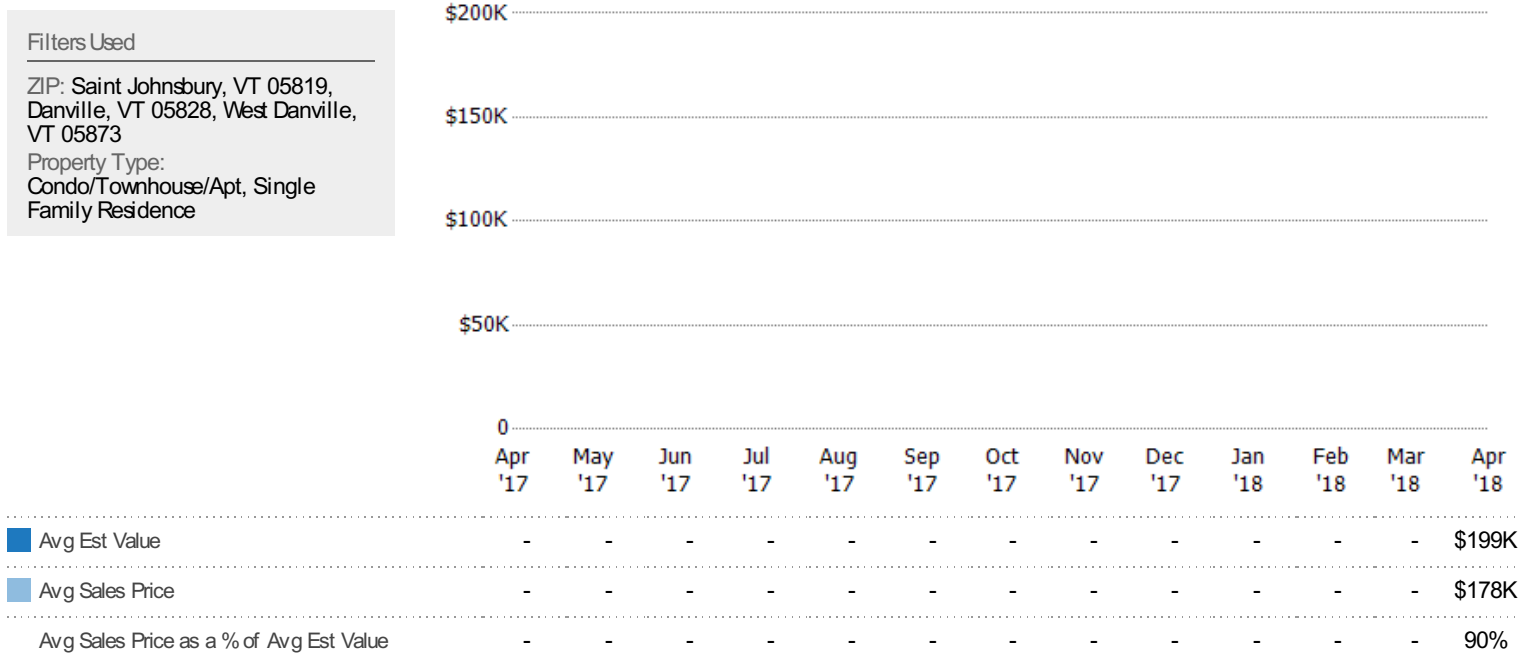 Filters Used
ZIP: Saint Johnsbury, VT 05819,
Danville, VT 05828, West Danville,
VT 05873
Property Type:
Condo/Townhouse/Apt, Single
Family Residence
$200K
$150K
$100K
$50K
0
Apr May Jun Jul Aug Sep Oct Nov Dec Jan Feb Mar Apr
'17 '17 '17 '17 '17 '17 '17 '17 '17 '18 '18 '18 '18
Avg Est Value - - - - - - - - - - - - $199K
Avg Sales Price - - - - - - - - - - - - $178K
Avg Sales Price as a % of Avg Est Value - - - - - - - - - - - - 90%